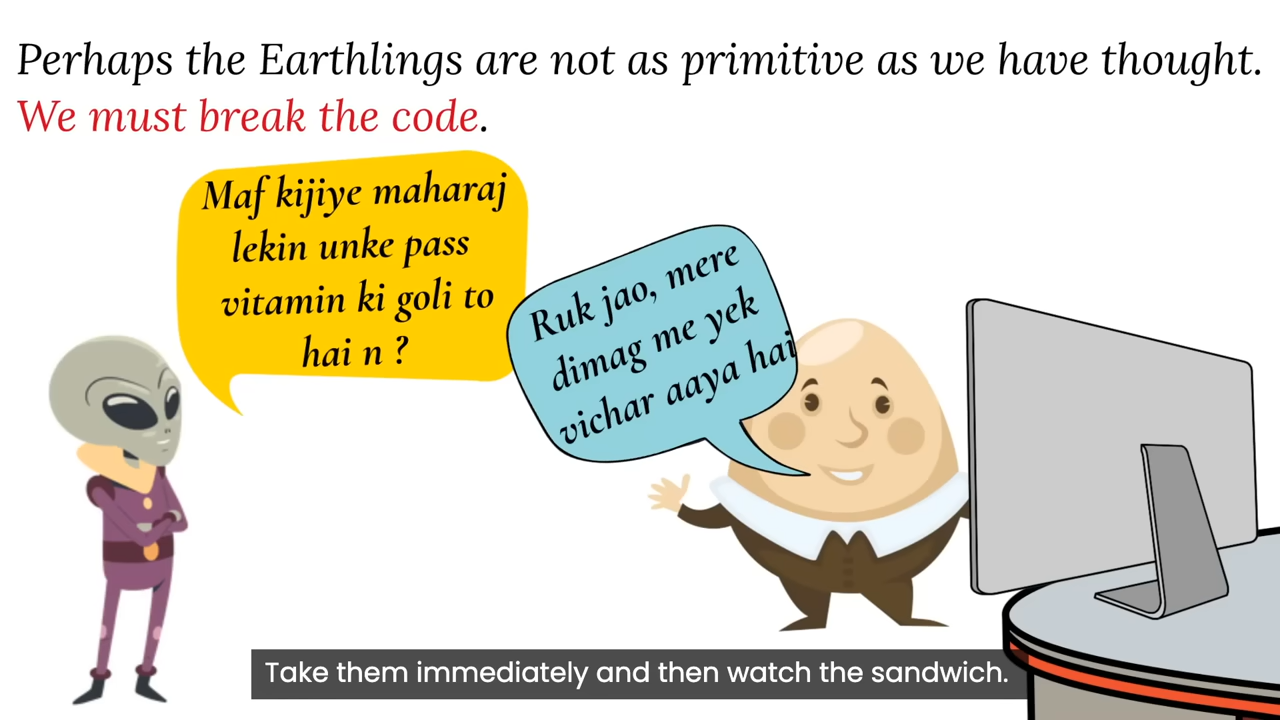 Perhaps the Earthlings are not as primitive as we have thought.
We must break the code.
Maf kijiye maharaj
lekin unke pass
vitamin ki goli to
hai n ?
Ruk jao, mere
dimag me yek
vichar aaya hai
Take them immediately and then watch the sandwich.